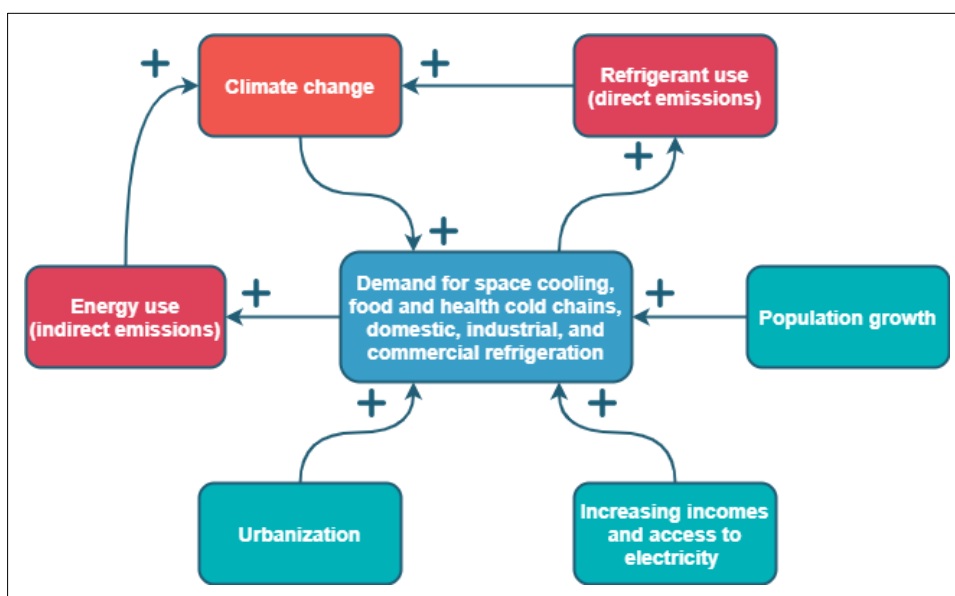 +
Climate change
+
Refrigerant use
(direct emissions)
+
+
Energy use
(indirect emissions)
+
Demand for space cooling,
food and health cold chains,
domestic, industrial, and
commercial refrigeration
+
Population growth
+
+
Urbanization
Increasing incomes
and access to
electricity